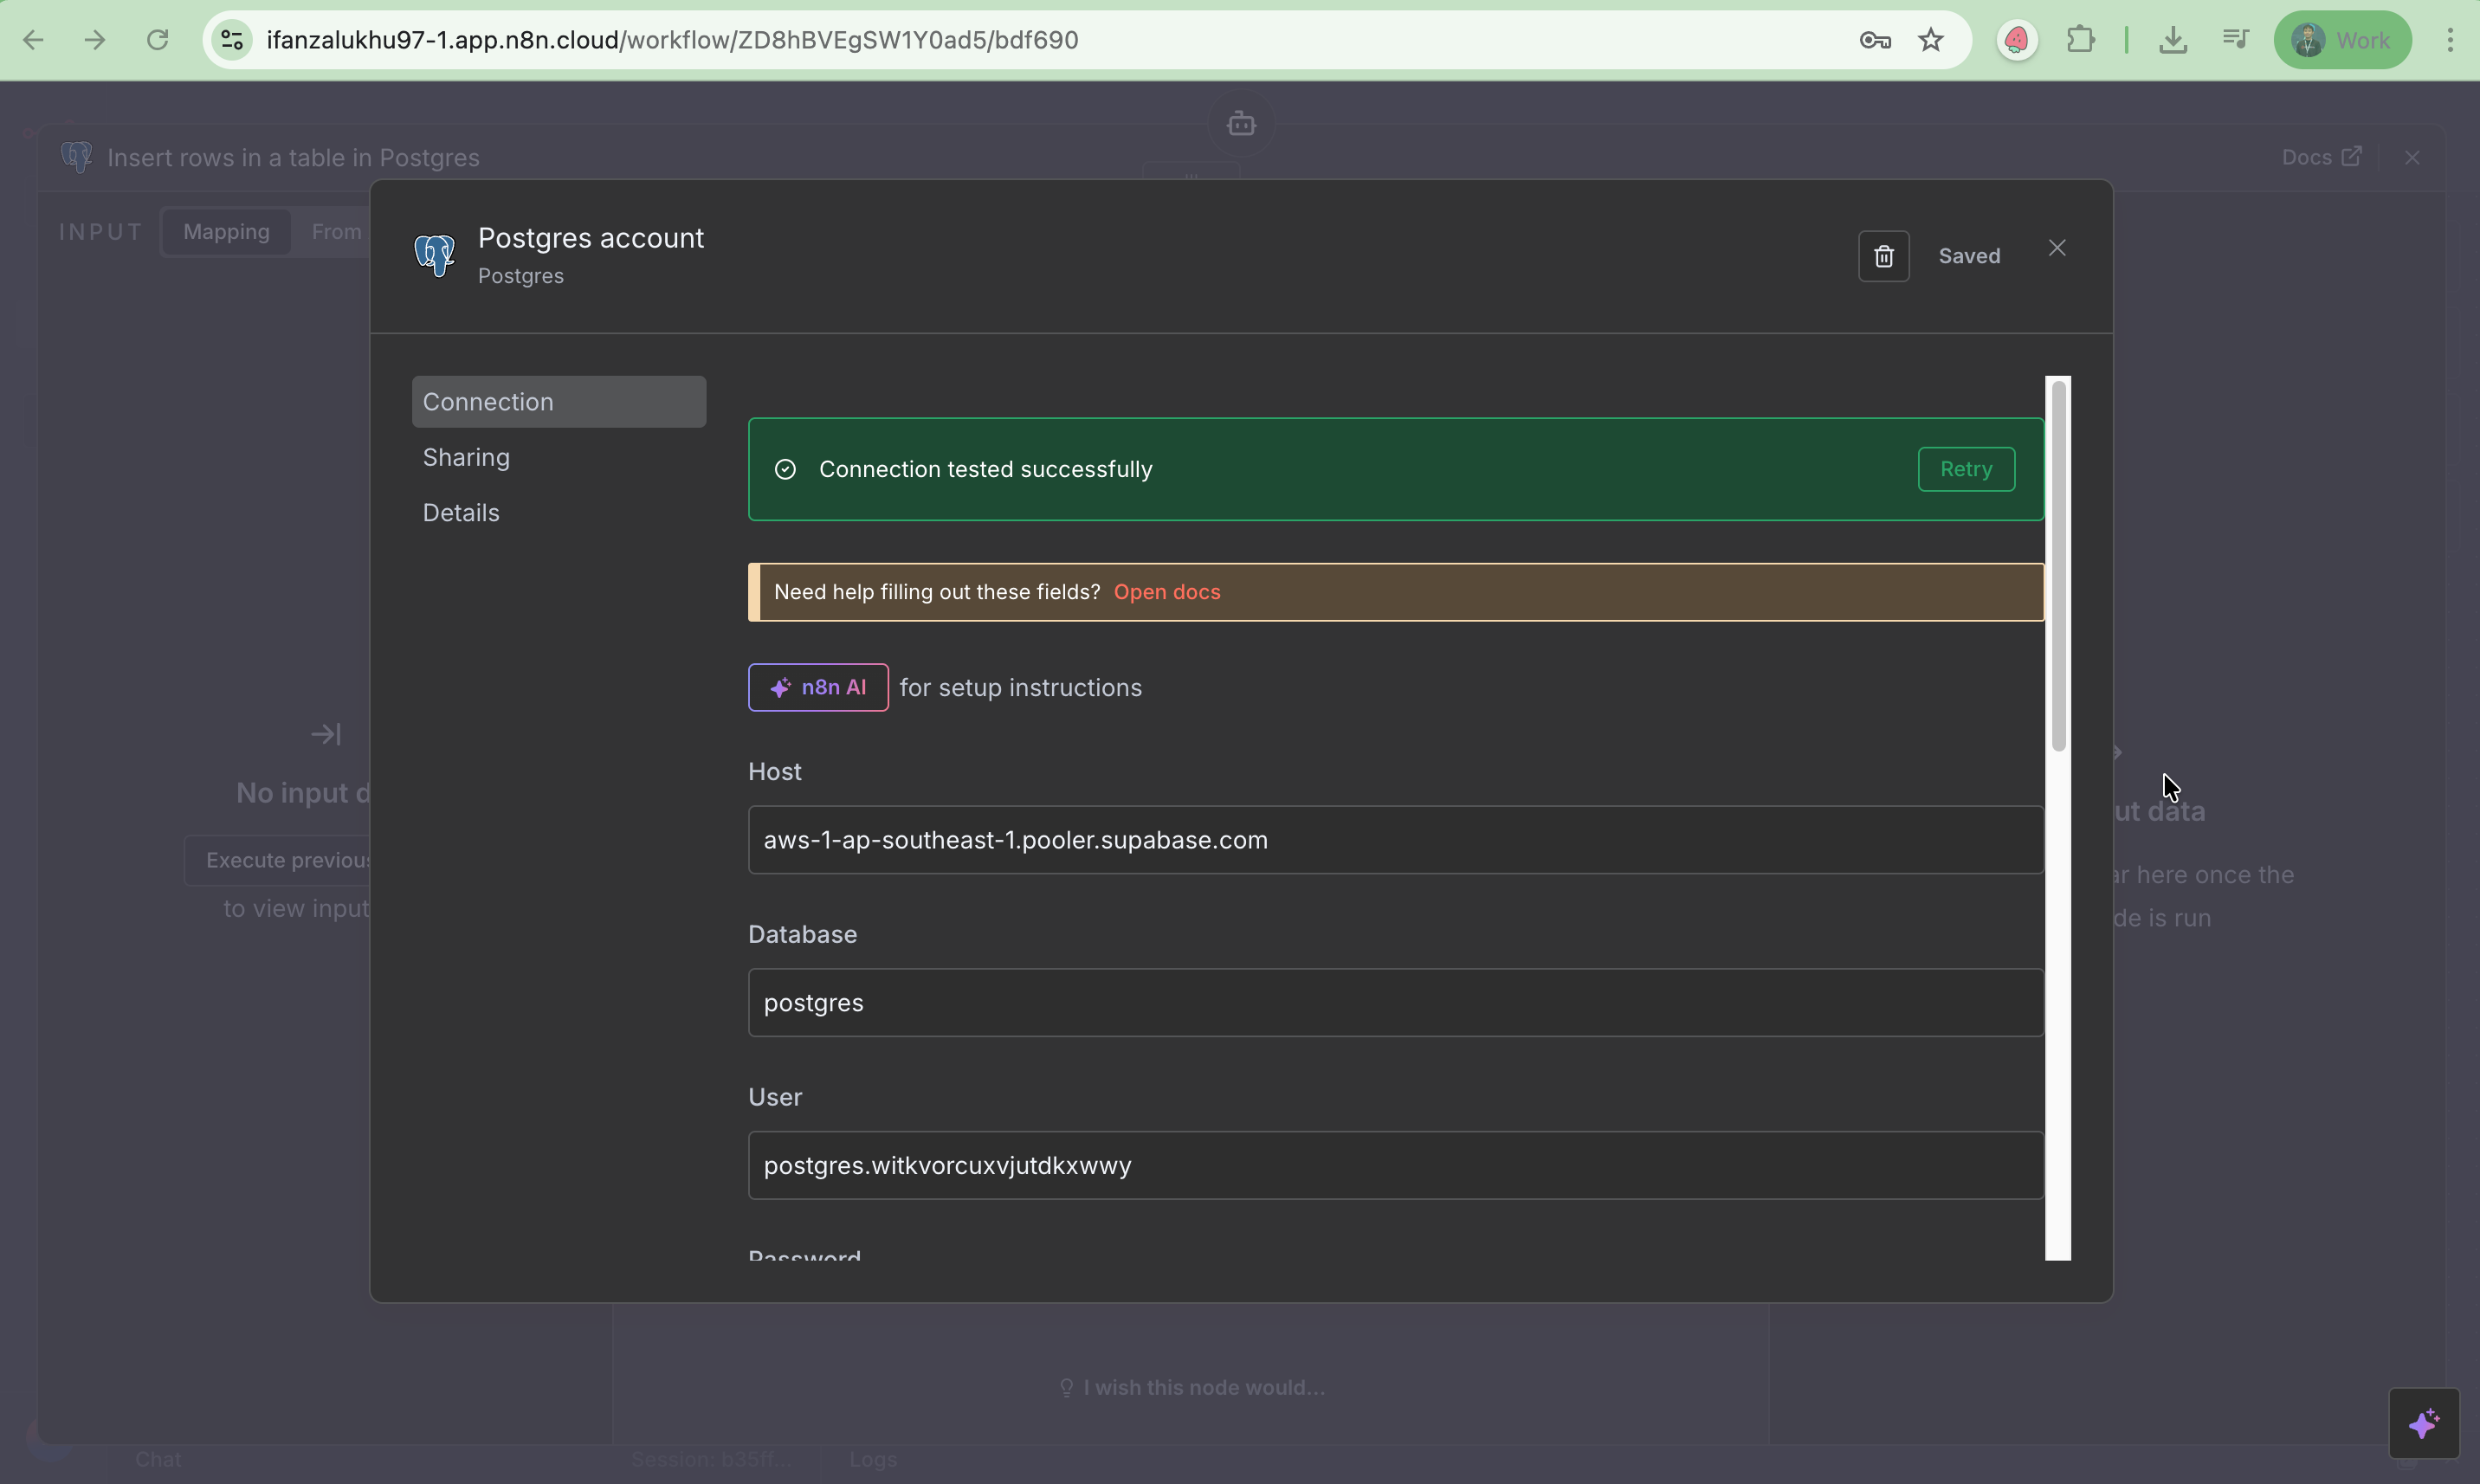 ifanzalukhu97-1.app.n8n.cloud/workflow/ZD8hBVEgSW1Y0ad5/bdf690
Work
Insert rows in a table in Postgres
Docs
INPUT
Mapping
From
Postgres account
Postgres
Saved
Connection
Sharing
Details
Connection tested successfully
Retry
Need help filling out these fields? Open docs
n8n AI for setup instructions
Host
aws-1-ap-southeast-1.pooler.supabase.com
Database
postgres
User
postgres.witkvorcuxvjutdkxwwy
Password
No input d
Execute previous
to view input
ut data
ar here once the
de is run
I wish this node would...
Chat
Session: b35ff...
Logs